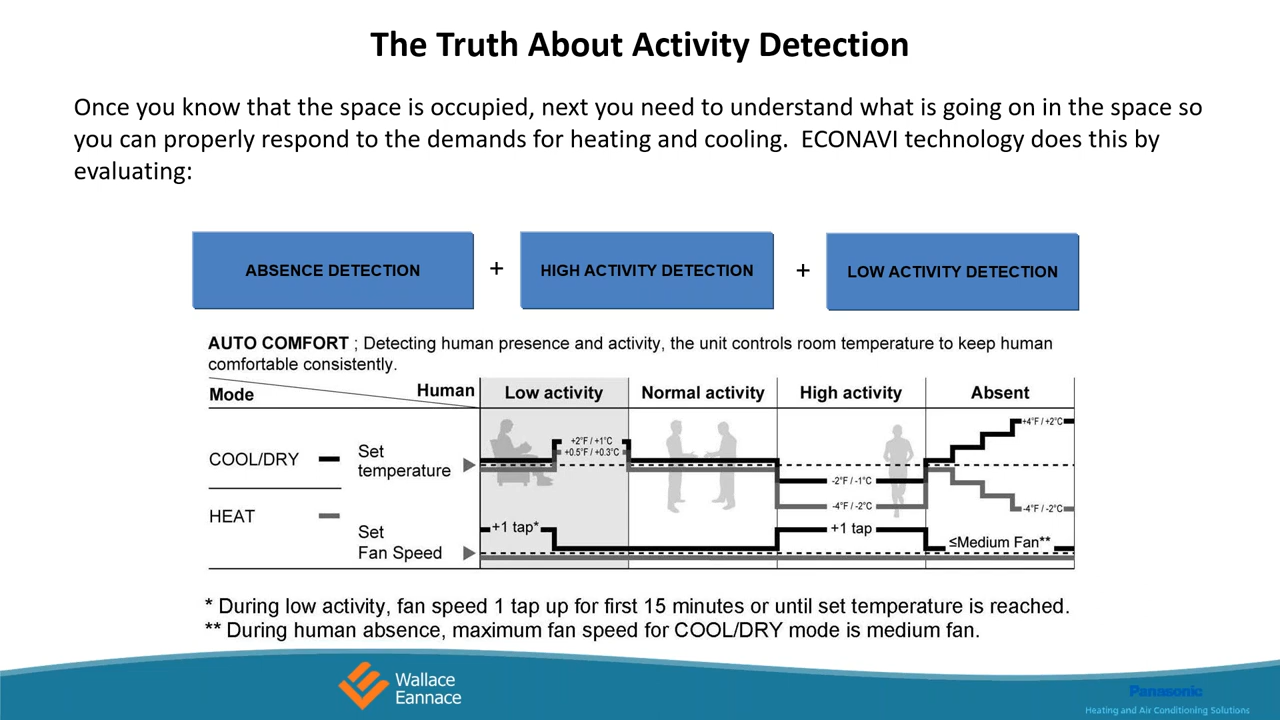 The Truth About Activity Detection
Once you know that the space is occupied, next you need to understand what is going on in the space so
you can properly respond to the demands for heating and cooling.  ECONAVI technology does this by
evaluating:
ABSENCE DETECTION + HIGH ACTIVITY DETECTION + LOW ACTIVITY DETECTION
AUTO COMFORT ; Detecting human presence and activity, the unit controls room temperature to keep human
comfortable consistently.
Mode Human Low activity Normal activity High activity Absent
+4°F / +2°C
+2°F / +1°C
+0.5°F / +0.3°C
COOL/DRY Set
temperature
-2°F / -1°C
-4°F / -2°C
-4°F / -2°C
HEAT
Set
Fan Speed
+1 tap*
+1 tap
≤Medium Fan**
* During low activity, fan speed 1 tap up for first 15 minutes or until set temperature is reached.
** During human absence, maximum fan speed for COOL/DRY mode is medium fan.
Wallace
Eannace
Panasonic
Heating and Air Conditioning Solutions